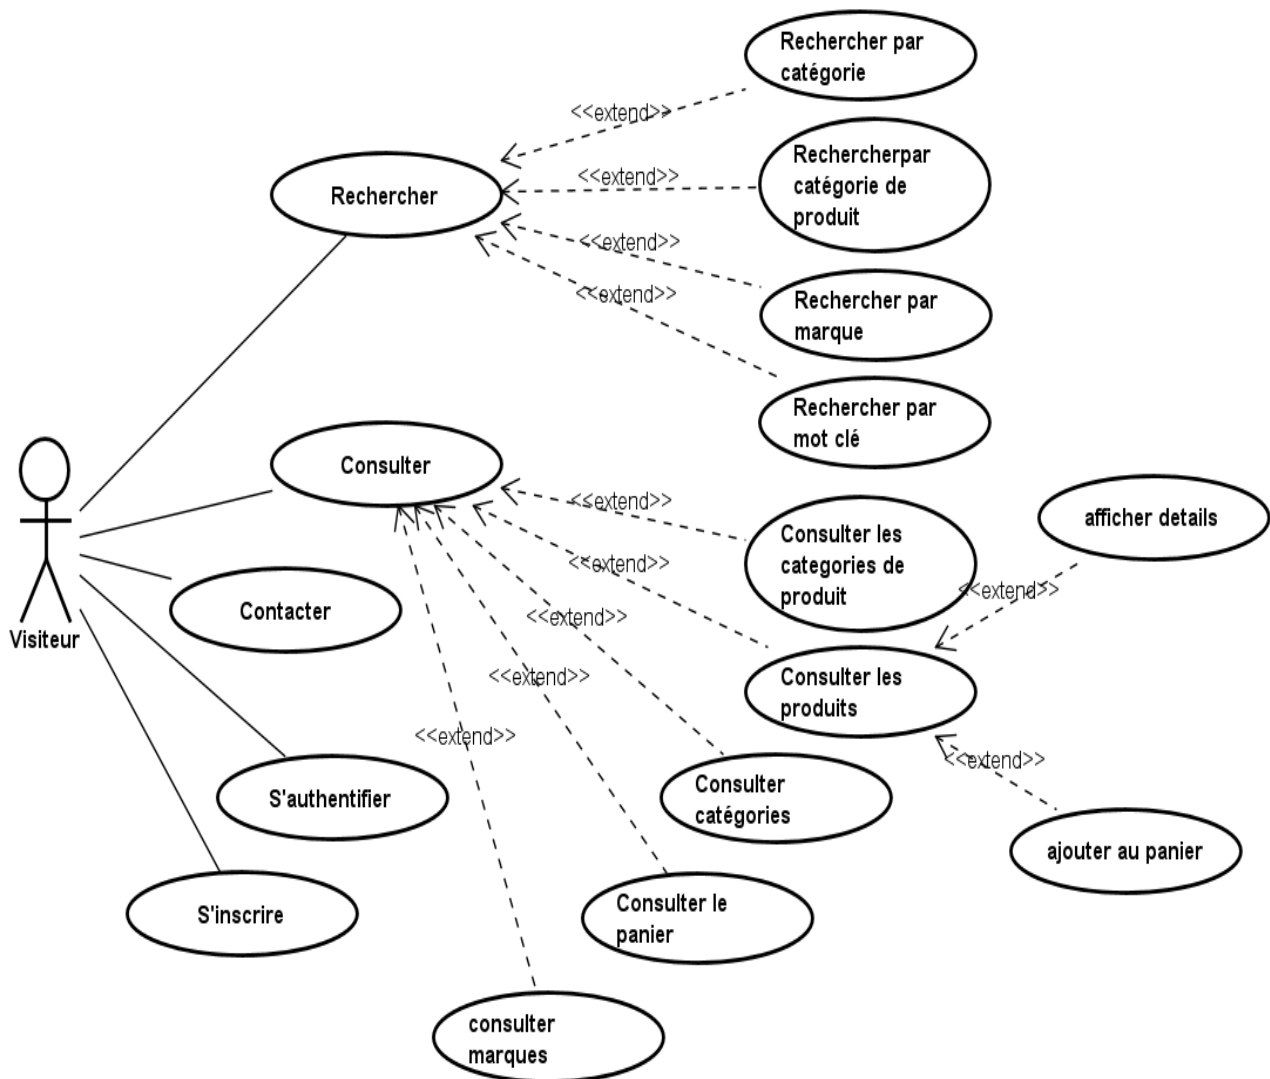 Rechercher par
catégorie
<<extend>>
Rechercherpar
catégorie de
produit
<<extend>>
Rechercher
<<extend>>
Rechercher par
marque
<<extend>>
Rechercher par
mot clé
Consulter
<<extend>>
Consulter les
categories de
produit
afficher details
<<extend>>
<<extend>>
Contacter
<<extend>>
Visiteur
Consulter les
produits
<<extend>>
<<extend>>
<<extend>>
S'authentifier
Consulter
catégories
ajouter au panier
S'inscrire
Consulter le
panier
consulter
marques